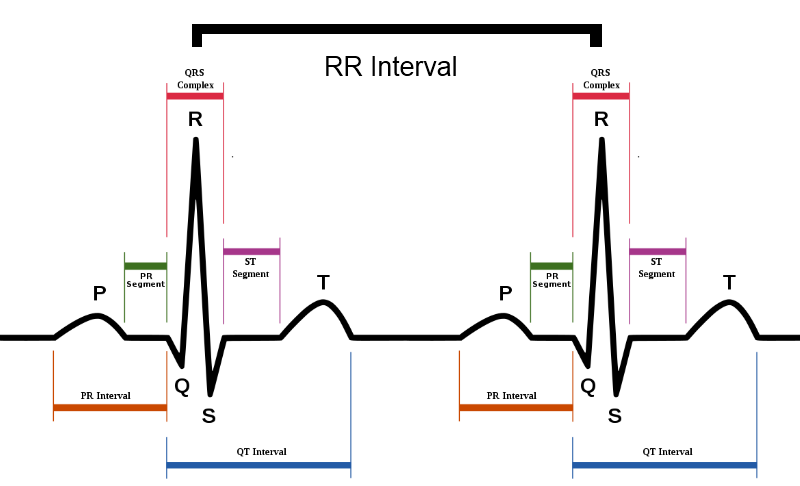 RR Interval
QRS
Complex
QRS
Complex
R
R
PR
Segment
ST
Segment
PR
Segment
ST
Segment
P
T
P
T
Q
S
Q
S
PR Interval
PR Interval
QT Interval
QT Interval